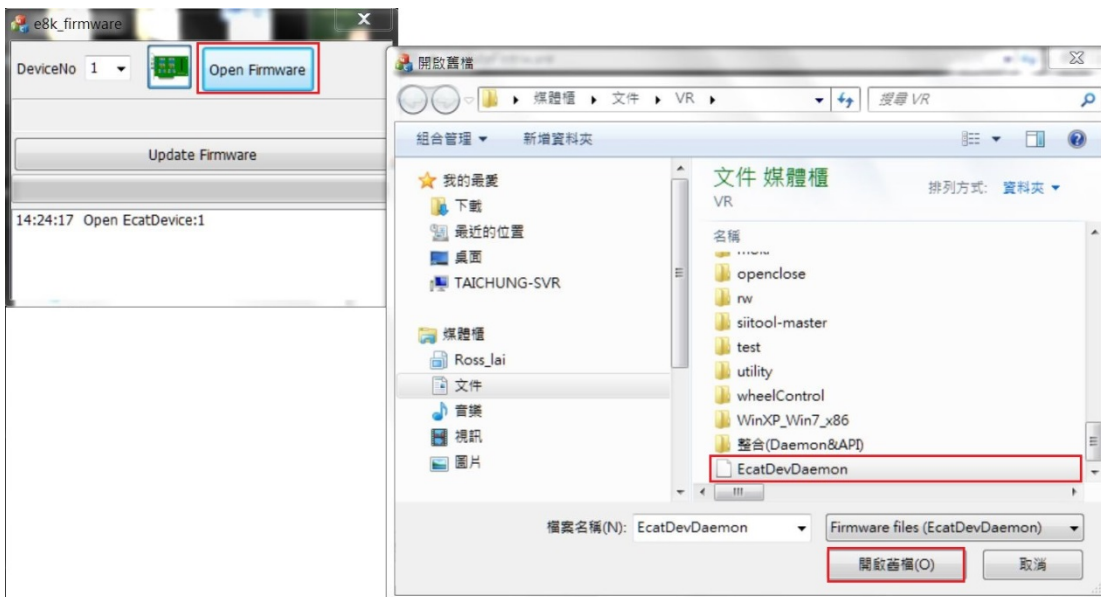 e8k_firmware
DeviceNo 1
Open Firmware
Update Firmware
14:24:17 Open EcatDevice:1
開啟舊檔
媒體櫃 文件 VR
搜尋 VR
組合管理 新增資料夾
我的最愛
下載
最近的位置
桌面
TAICHUNG-SVR
媒體櫃
Ross_lai
文件
音樂
視訊
圖片
文件 媒體櫃
VR
排列方式: 資料夾
名稱
openclose
rw
siitool-master
test
utility
wheelControl
WinXP_Win7_x86
整合(Daemon&API)
EcatDevDaemon
檔案名稱(N): EcatDevDaemon
Firmware files (EcatDevDaemon)
開啟舊檔(O)
取消